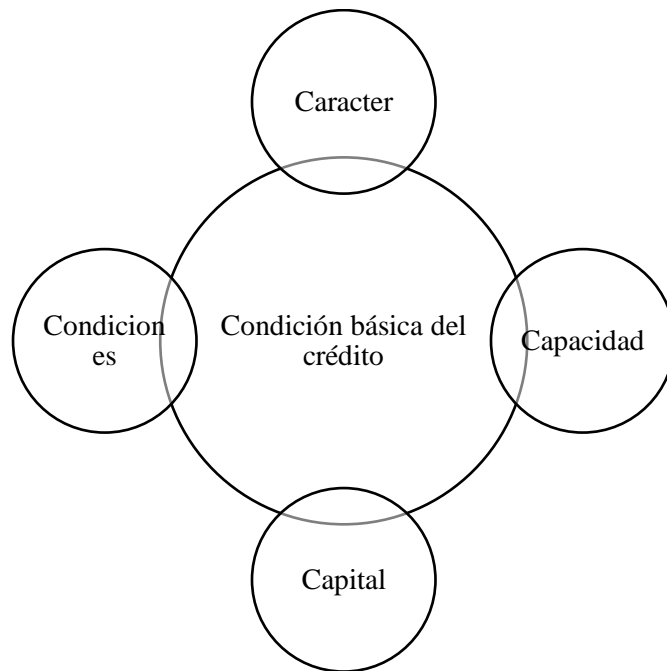 Caracter
Condicion
es
Condición básica del
crédito
Capacidad
Capital